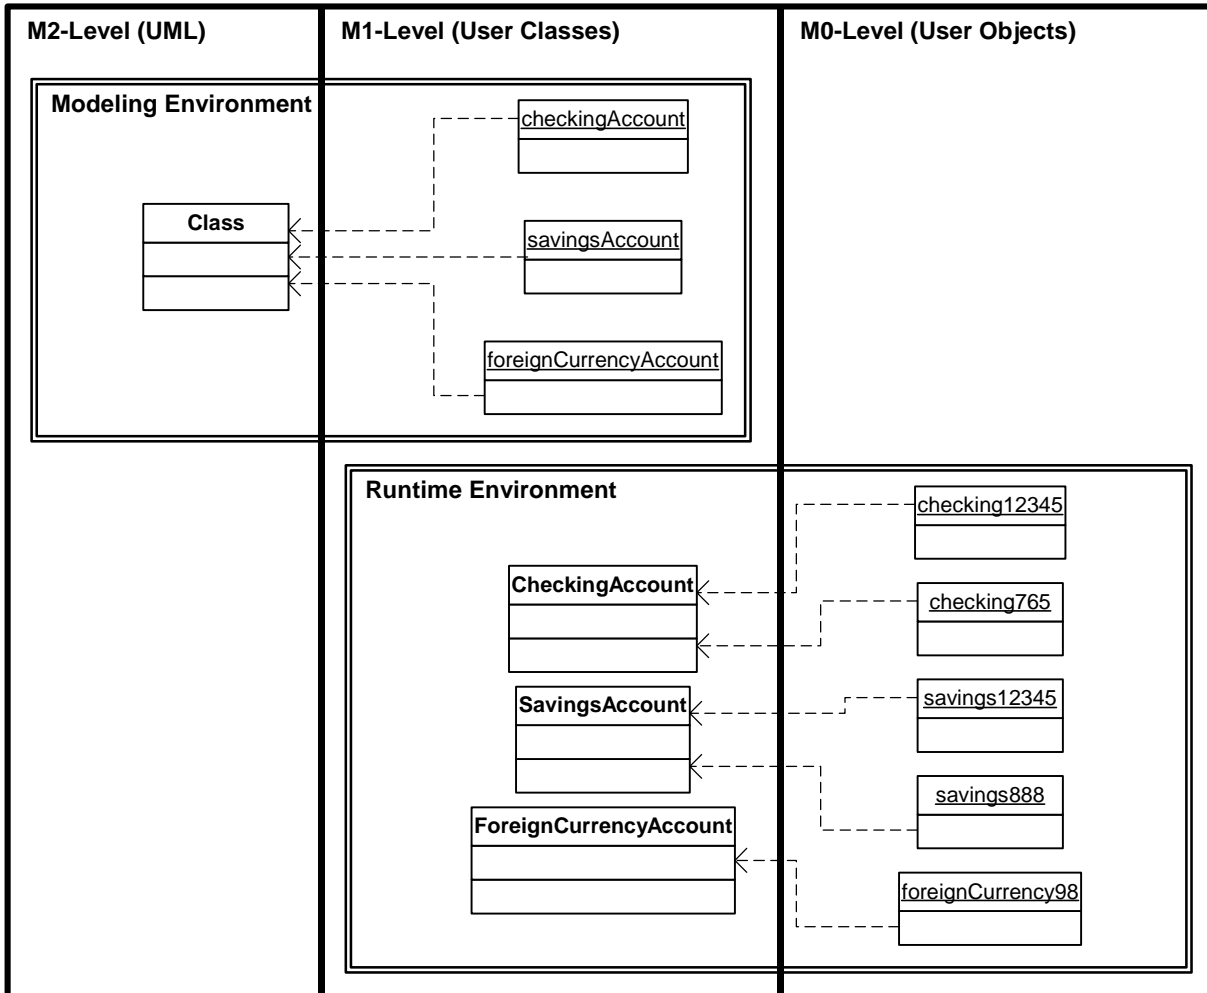 M2-Level (UML)
M1-Level (User Classes)
M0-Level (User Objects)
Modeling Environment
checkingAccount
Class
savingsAccount
foreignCurrencyAccount
Runtime Environment
checking12345
CheckingAccount
checking765
SavingsAccount
savings12345
savings888
ForeignCurrencyAccount
foreignCurrency98